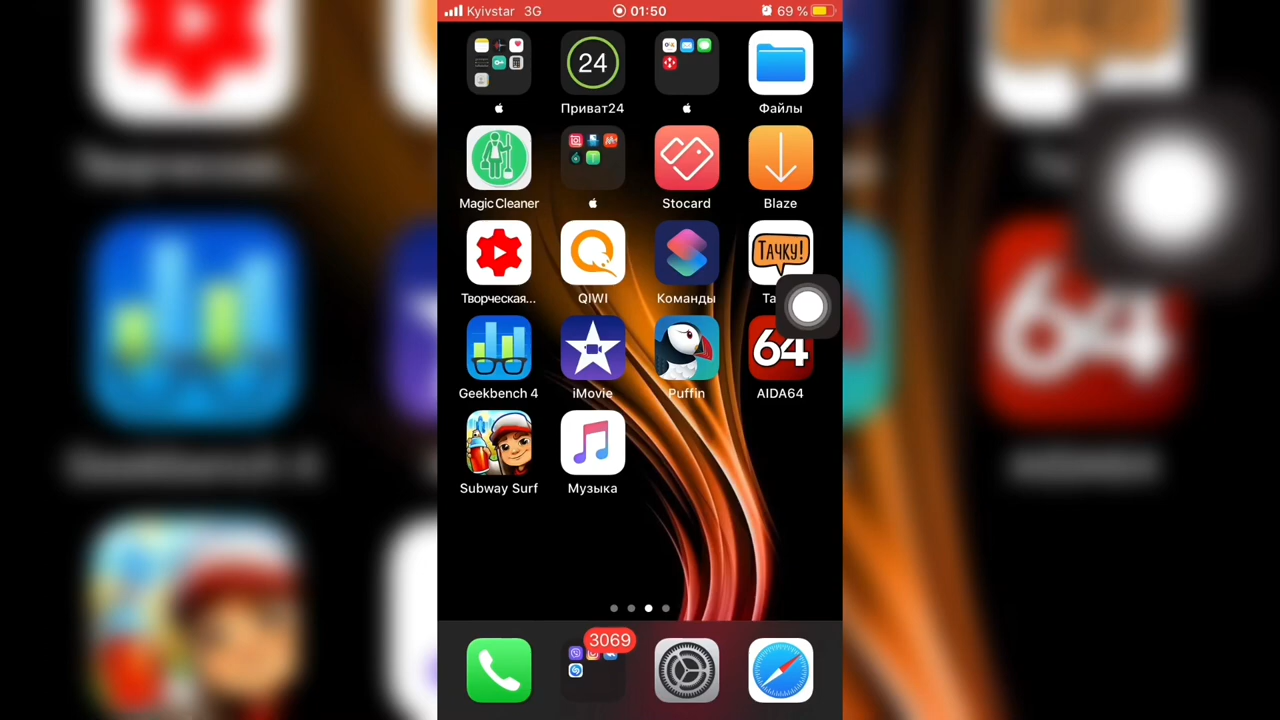 Kyivstar 3G 01:50 69 %
24
Приват24 Файлы
Magic Cleaner Stocard Blaze
ТАЧКУ!
Творческая... QIWI Команды Та
64
Geekbench 4 iMovie Puffin AIDA64
Subway Surf Музыка
3069